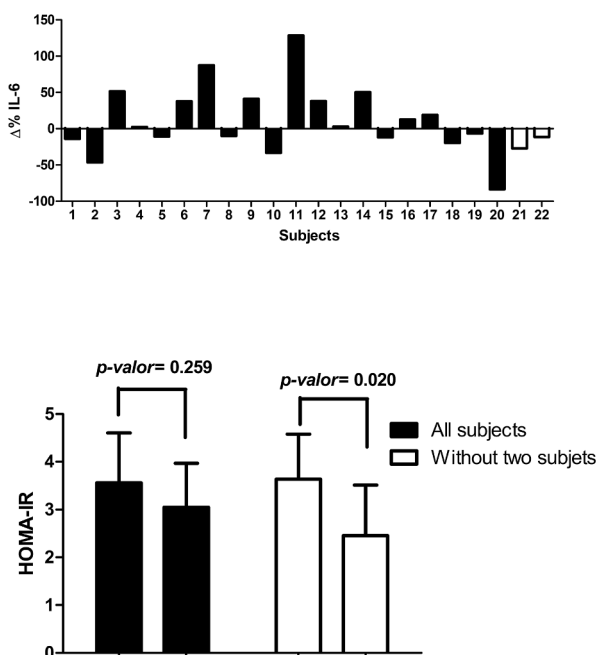 150
100
50
0
-50
-100
Δ% IL-6
1 2 3 4 5 6 7 8 9 10 11 12 13 14 15 16 17 18 19 20 21 22
Subjects
p-valor= 0.259
p-valor= 0.020
5
4
3
2
1
0
HOMA-IR
All subjects
Without two subjets